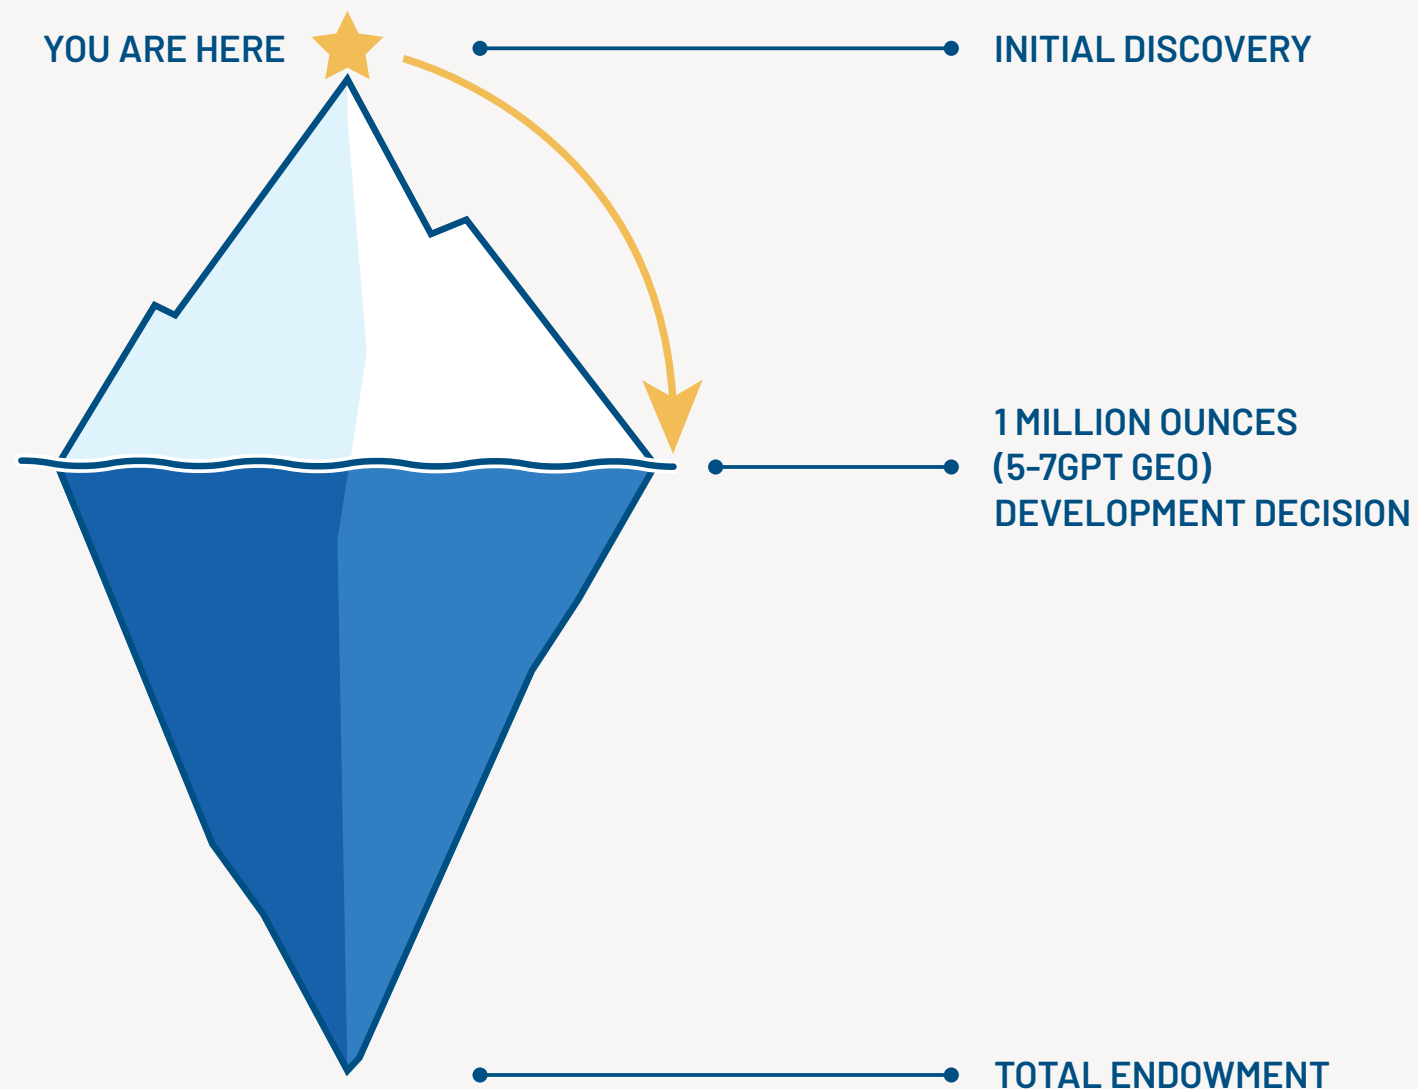 YOU ARE HERE
INITIAL DISCOVERY
1 MILLION OUNCES
(5-7GPT GEO)
DEVELOPMENT DECISION
TOTAL ENDOWMENT